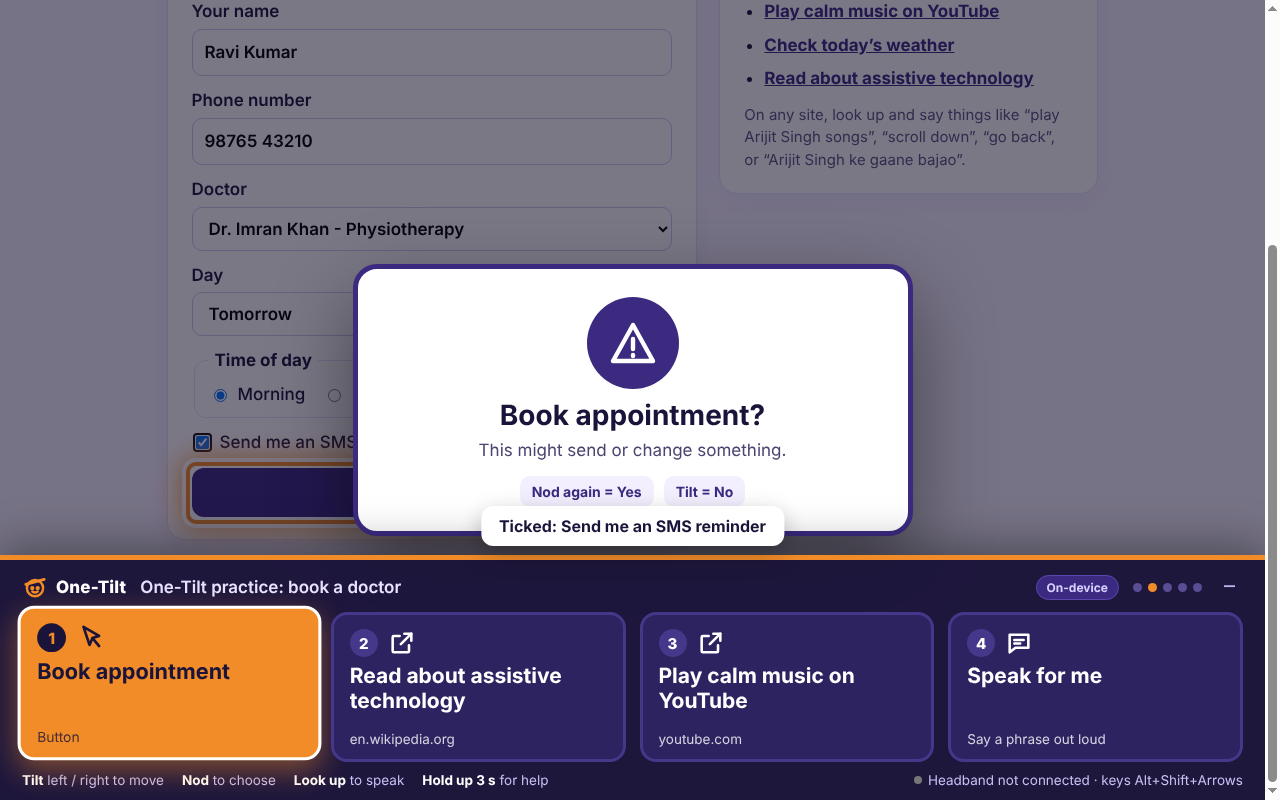 Your name
Ravi Kumar
Phone number
98765 43210
Doctor
Dr. Imran Khan - Physiotherapy
Day
Tomorrow
Time of day
Morning
Send me an SMS
Play calm music on YouTube
Check today’s weather
Read about assistive technology
On any site, look up and say things like “play
Arijit Singh songs”, “scroll down”, “go back”,
or “Arijit Singh ke gaane bajao”.
Book appointment?
This might send or change something.
Nod again = Yes
Tilt = No
Ticked: Send me an SMS reminder
One-Tilt One-Tilt practice: book a doctor
On-device
1
Book appointment
Button
2
Read about assistive
technology
en.wikipedia.org
3
Play calm music on
YouTube
youtube.com
4
Speak for me
Say a phrase out loud
Tilt left / right to move Nod to choose Look up to speak Hold up 3 s for help
Headband not connected · keys Alt+Shift+Arrows